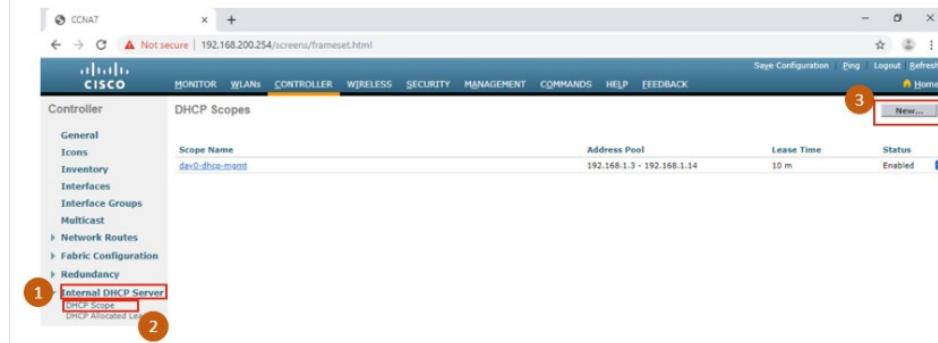 CCNA7
Not secure 192.168.200.254/screens/frameset.html
Save Configuration Ping Logout Refresh
CISCO MONITOR WLANs CONTROLLER WIRELESS SECURITY MANAGEMENT COMMANDS HELP FEEDBACK Home
Controller
General
Icons
Inventory
Interfaces
Interface Groups
Multicast
Network Routes
Fabric Configuration
Redundancy
1 Internal DHCP Server
DHCP Scope
DHCP Allocated
2
DHCP Scopes
3 New...
Scope Name Address Pool Lease Time Status
day0-dhcp-mgmt 192.168.1.3 - 192.168.1.14 10 m Enabled